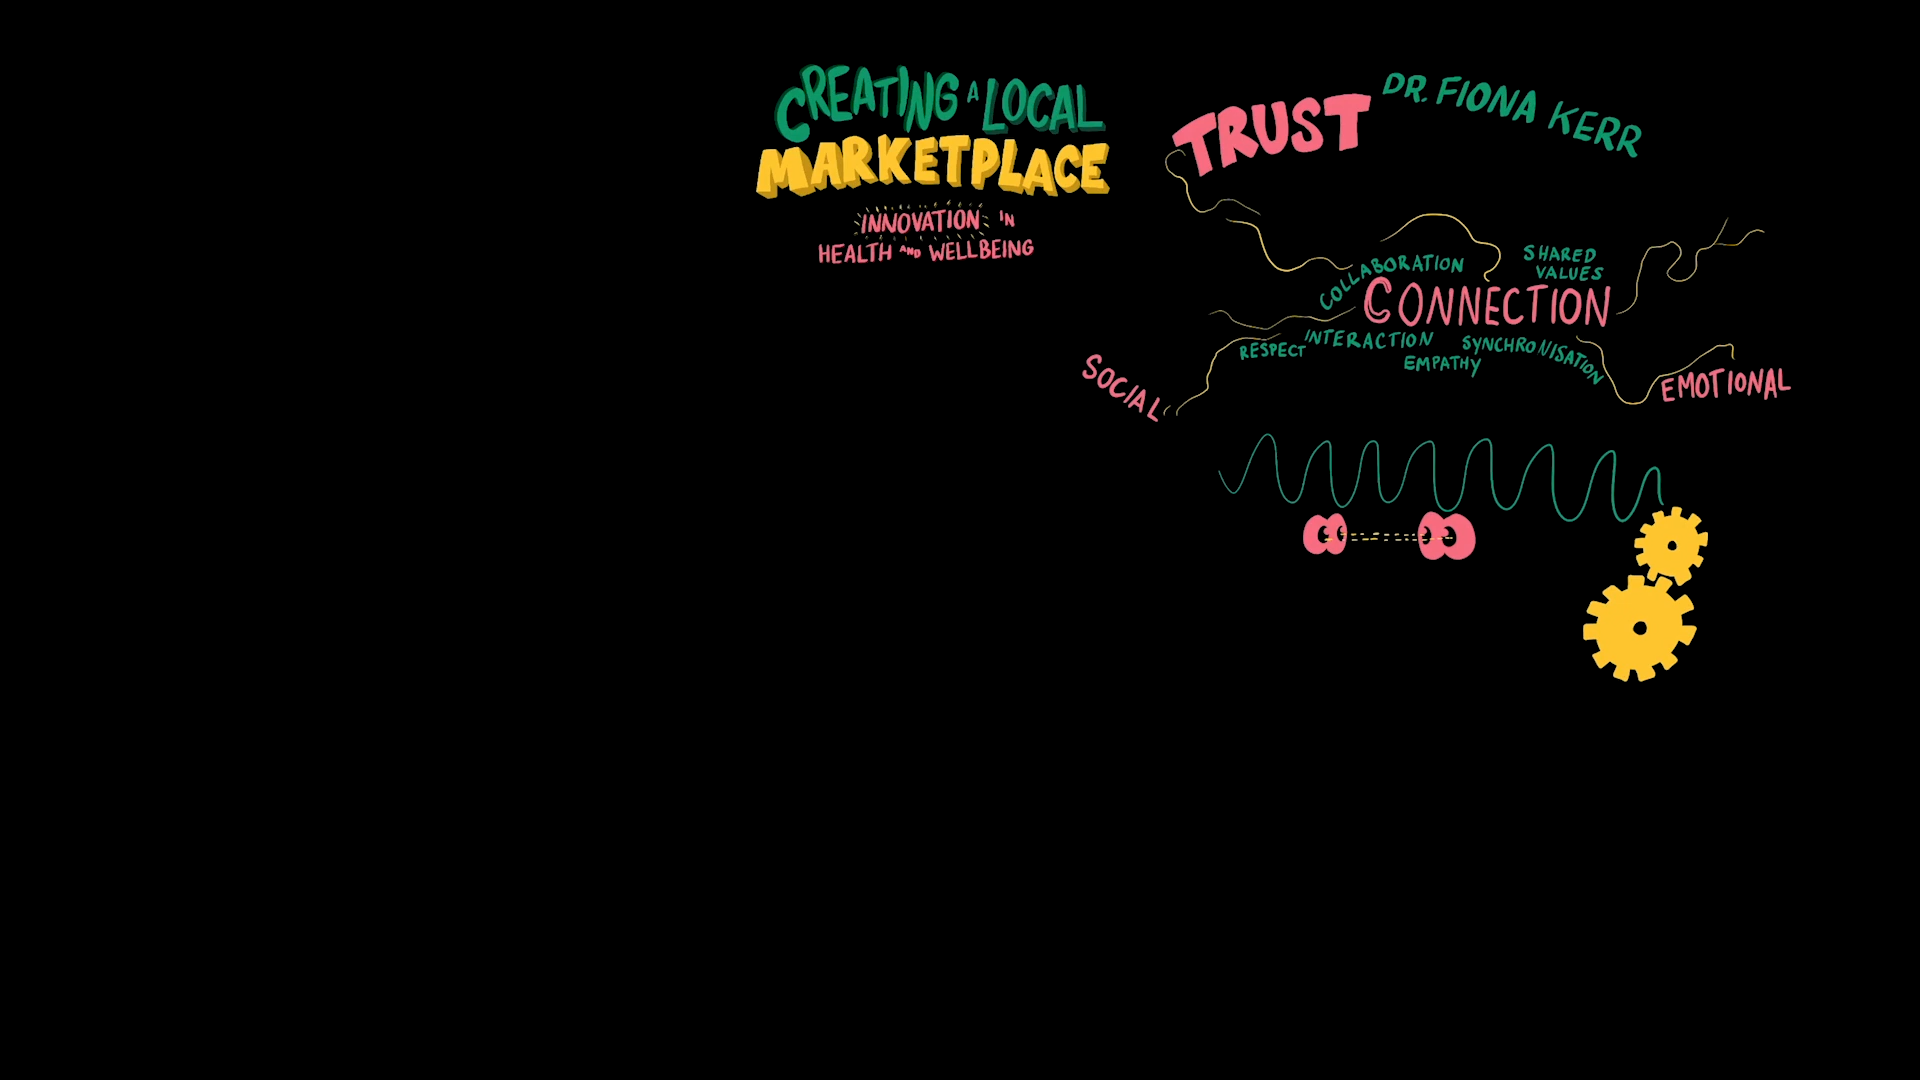 CREATING A LOCAL
MARKETPLACE
INNOVATION IN
HEALTH AND WELLBEING
TRUST
DR. FIONA KERR
COLLABORATION
SHARED
VALUES
CONNECTION
RESPECT
INTERACTION
EMPATHY
SYNCHRONISATION
SOCIAL
EMOTIONAL